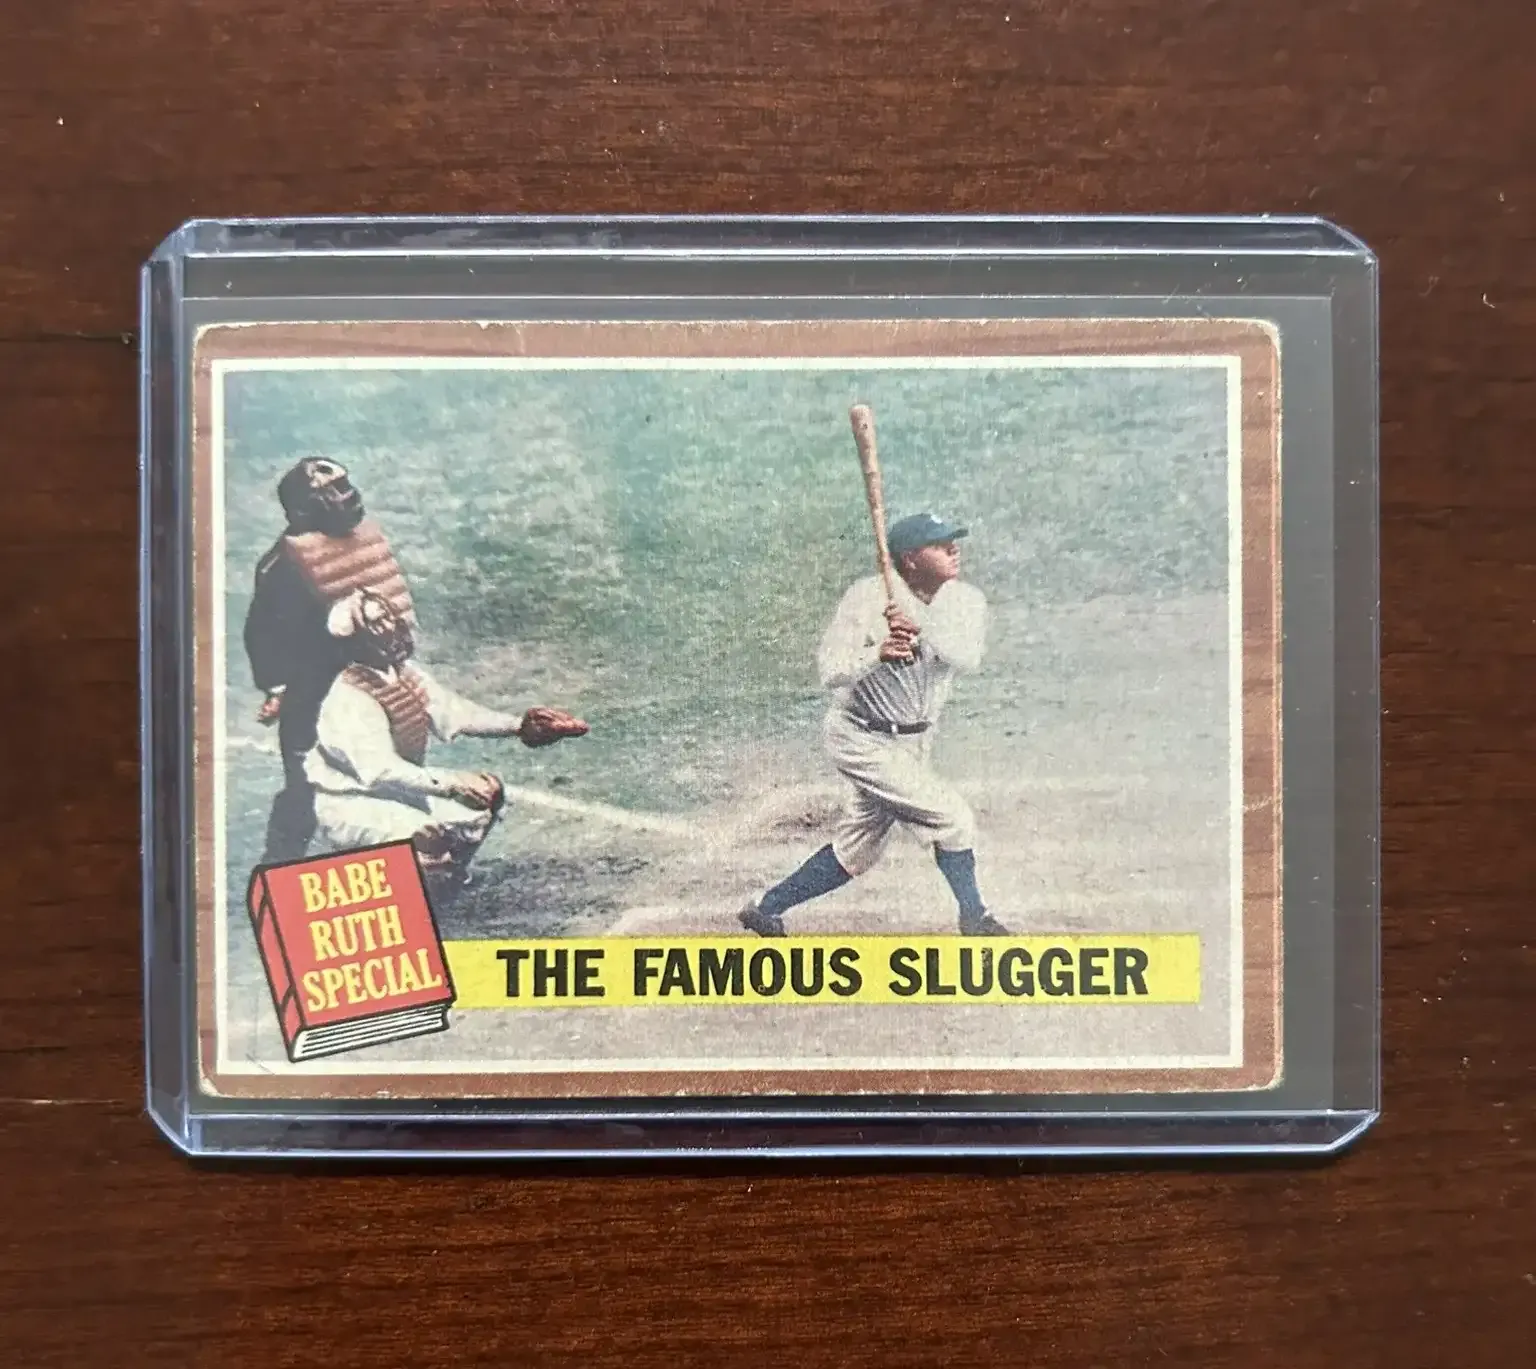 BABE
RUTH
SPECIAL
THE FAMOUS SLUGGER